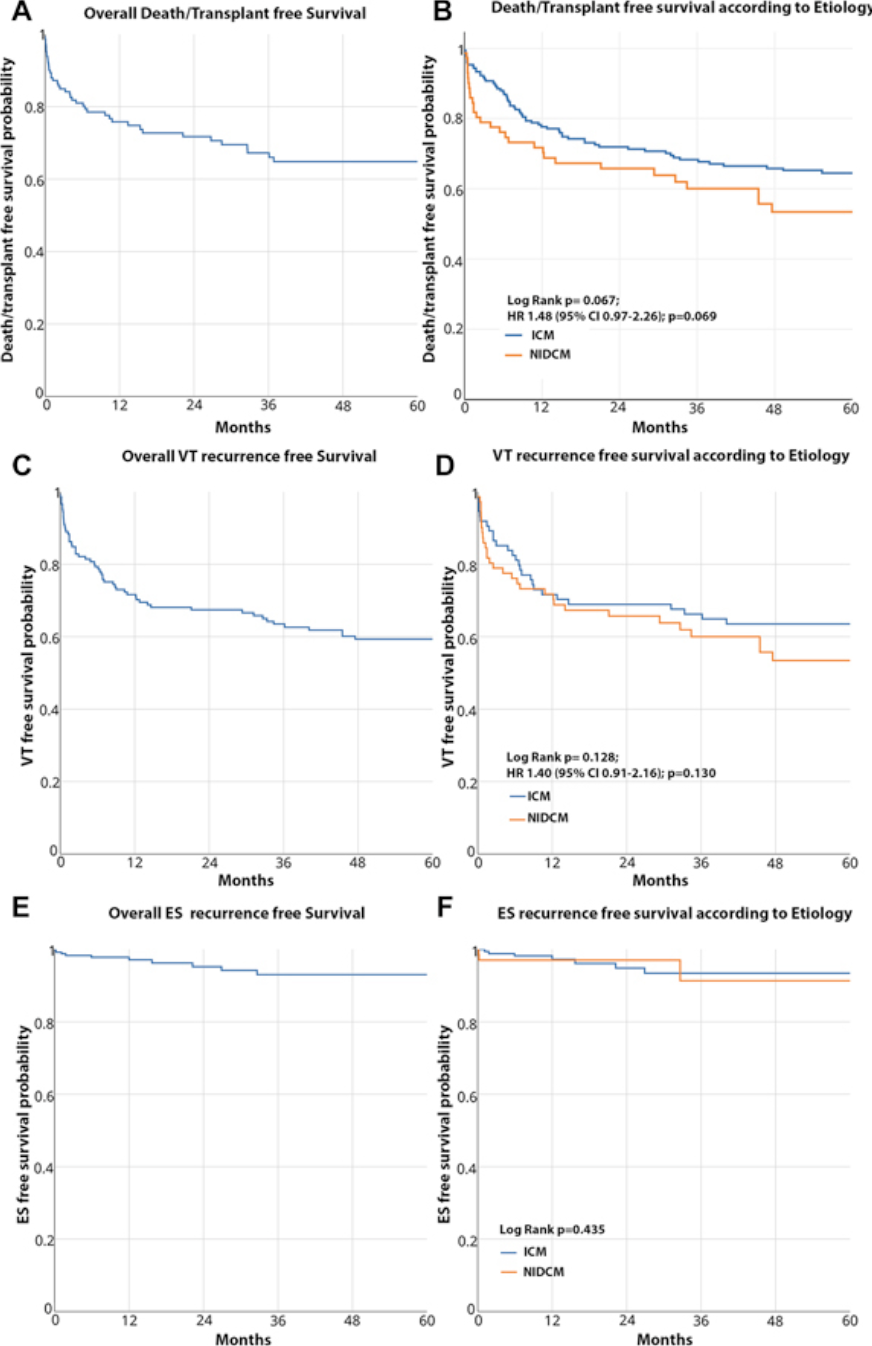 A
Overall Death/Transplant free Survival
Death/transplant free survival probability
1
0.8
0.6
0.4
0.2
0
0 12 24 36 48 60
Months
B
Death/Transplant free survival according to Etiology
Death/transplant free survival probability
1
0.8
0.6
0.4
0.2
0
Log Rank p= 0.067;
HR 1.48 (95% CI 0.97-2.26); p=0.069
ICM
NIDCM
0 12 24 36 48 60
Months
C
Overall VT recurrence free Survival
VT free survival probability
1
0.8
0.6
0.4
0.2
0
0 12 24 36 48 60
Months
D
VT recurrence free survival according to Etiology
VT free survival probability
1
0.8
0.6
0.4
0.2
0
Log Rank p= 0.128;
HR 1.40 (95% CI 0.91-2.16); p=0.130
ICM
NIDCM
0 12 24 36 48 60
Months
E
Overall ES recurrence free Survival
ES free survival probability
1
0.8
0.6
0.4
0.2
0
0 12 24 36 48 60
Months
F
ES recurrence free survival according to Etiology
ES free survival probability
1
0.8
0.6
0.4
0.2
0
Log Rank p=0.435
ICM
NIDCM
0 12 24 36 48 60
Months